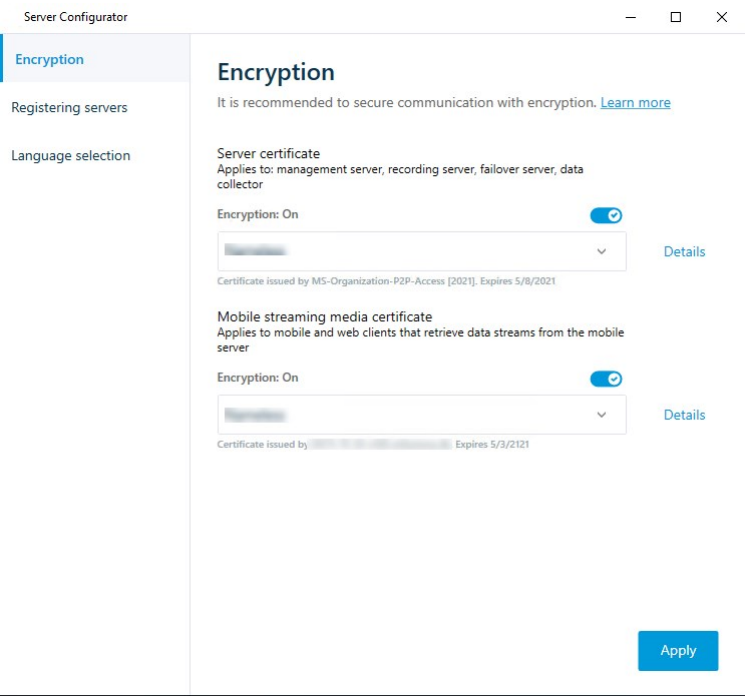 Server Configurator
Encryption
Registering servers
Language selection
Encryption
It is recommended to secure communication with encryption. Learn more
Server certificate
Applies to: management server, recording server, failover server, data
collector
Encryption: On
Details
Certificate issued by MS-Organization-P2P-Access [2021]. Expires 5/8/2021
Mobile streaming media certificate
Applies to mobile and web clients that retrieve data streams from the mobile
server
Encryption: On
Details
Certificate issued by Expires 5/3/2121
Apply